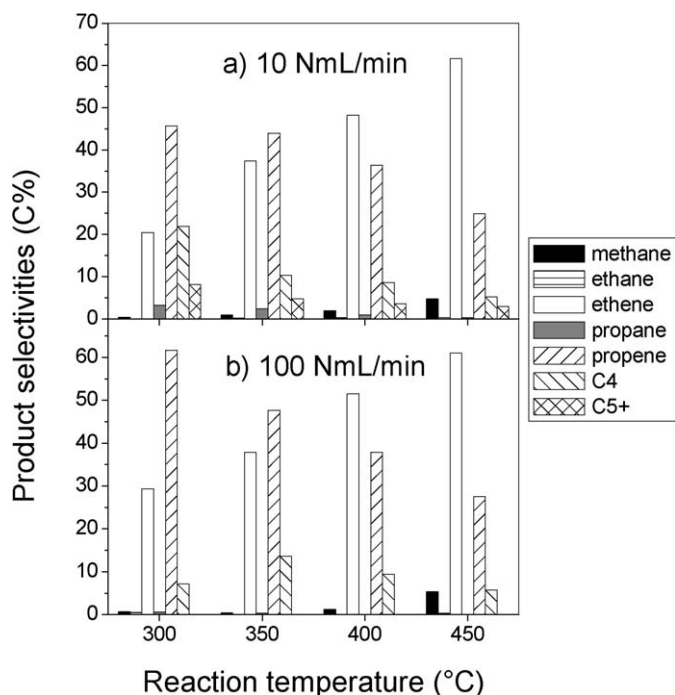 70
60
50
40
30
20
10
0
a) 10 NmL/min
60
50
40
30
20
10
0
b) 100 NmL/min
300 350 400 450
Product selectivities (C%)
Reaction temperature (°C)
methane
ethane
ethene
propane
propene
C4
C5+